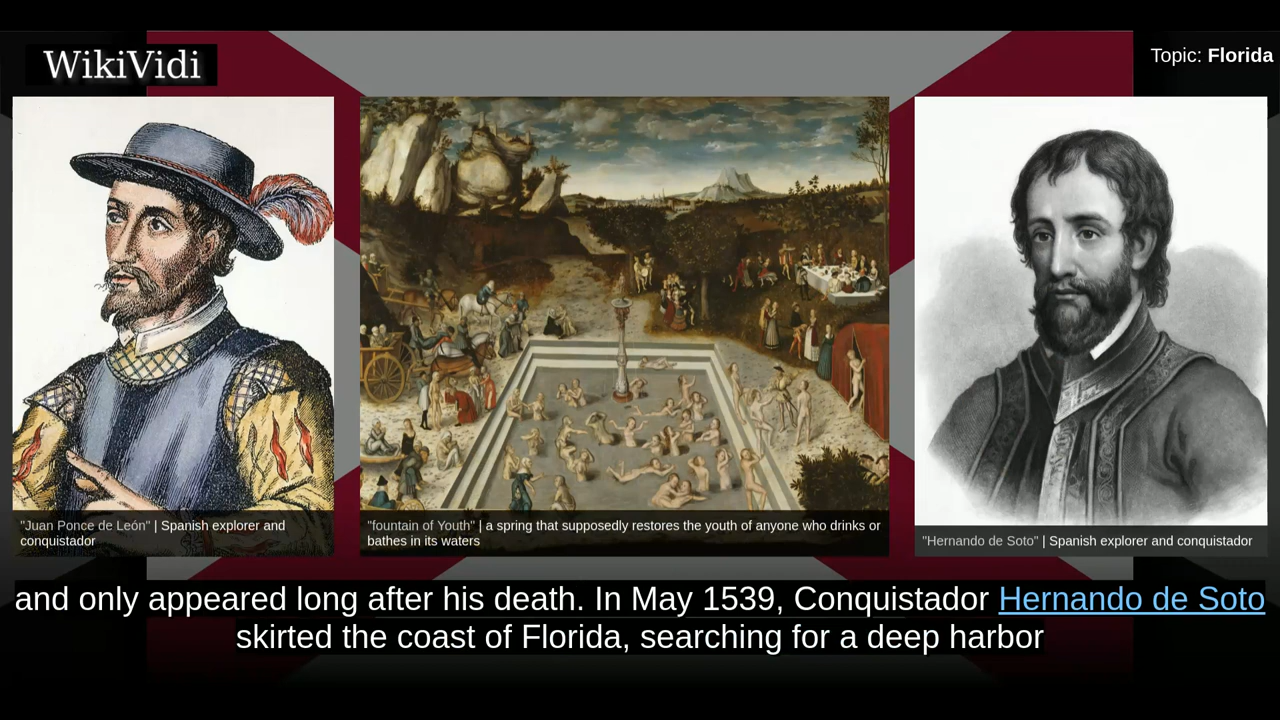 WikiVidi
Topic: Florida
"Juan Ponce de León" | Spanish explorer and
conquistador
"fountain of Youth" | a spring that supposedly restores the youth of anyone who drinks or
bathes in its waters
"Hernando de Soto" | Spanish explorer and conquistador
and only appeared long after his death. In May 1539, Conquistador Hernando de Soto
skirted the coast of Florida, searching for a deep harbor